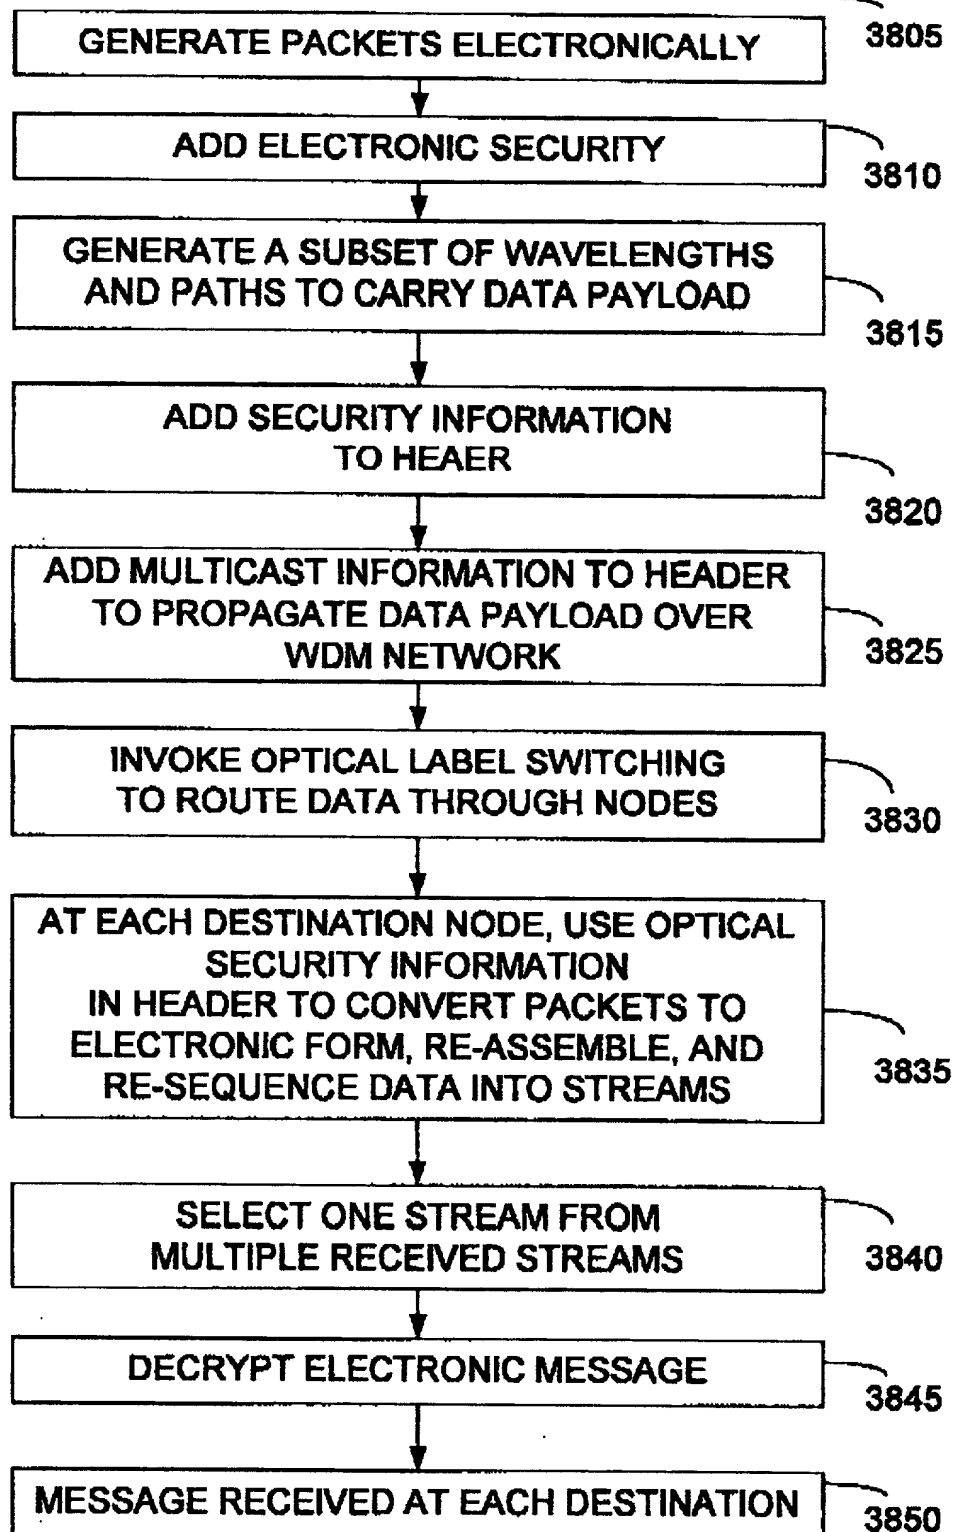 GENERATE PACKETS ELECTRONICALLY
3805
ADD ELECTRONIC SECURITY
3810
GENERATE A SUBSET OF WAVELENGTHS
AND PATHS TO CARRY DATA PAYLOAD
3815
ADD SECURITY INFORMATION
TO HEAER
3820
ADD MULTICAST INFORMATION TO HEADER
TO PROPAGATE DATA PAYLOAD OVER
WDM NETWORK
3825
INVOKE OPTICAL LABEL SWITCHING
TO ROUTE DATA THROUGH NODES
3830
AT EACH DESTINATION NODE, USE OPTICAL
SECURITY INFORMATION
IN HEADER TO CONVERT PACKETS TO
ELECTRONIC FORM, RE-ASSEMBLE, AND
RE-SEQUENCE DATA INTO STREAMS
3835
SELECT ONE STREAM FROM
MULTIPLE RECEIVED STREAMS
3840
DECRYPT ELECTRONIC MESSAGE
3845
MESSAGE RECEIVED AT EACH DESTINATION
3850